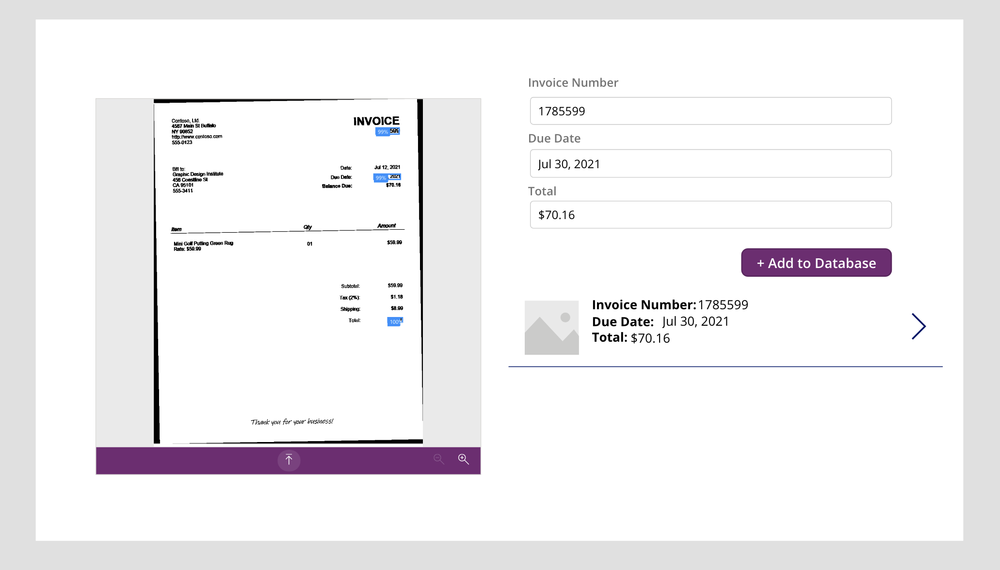 Contoso, Ltd.
4567 Main St Buffalo
NY 90852
http://www.contoso.com
555-0123
INVOICE
99% 599
Bill to:
Graphic Design Institute
456 Coastline St
CA 95101
555-3411
Date: Jul 12, 2021
Due Date: 99% 2021
Balance Due: $70.16
Item Qty Amount
Mini Golf Putting Green Rug 01 $59.99
Rate: $59.99
Subtotal: $59.99
Tax (2%): $1.18
Shipping: $8.99
Total: 100%
Thank you for your business!
Invoice Number
1785599
Due Date
Jul 30, 2021
Total
$70.16
+ Add to Database
Invoice Number: 1785599
Due Date: Jul 30, 2021
Total: $70.16